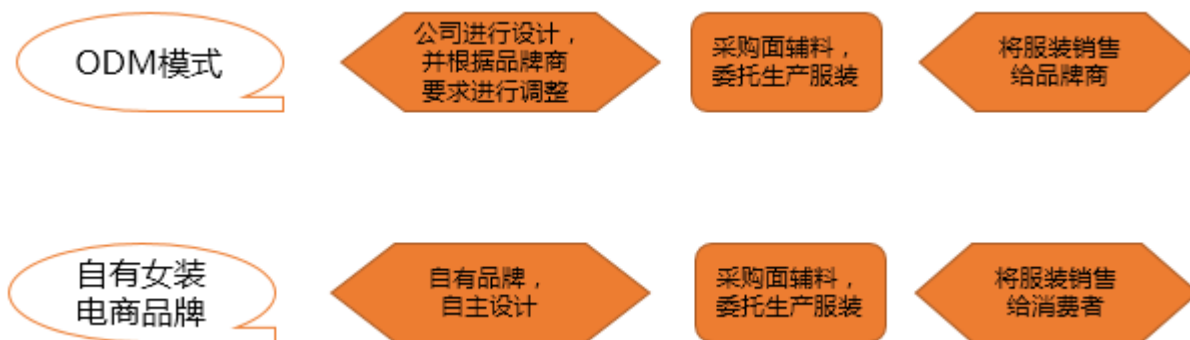 ODM模式
公司进行设计，
并根据品牌商
要求进行调整
采购面辅料，
委托生产服装
将服装销售
给品牌商
自有女装
电商品牌
自有品牌，
自主设计
采购面辅料，
委托生产服装
将服装销售
给消费者